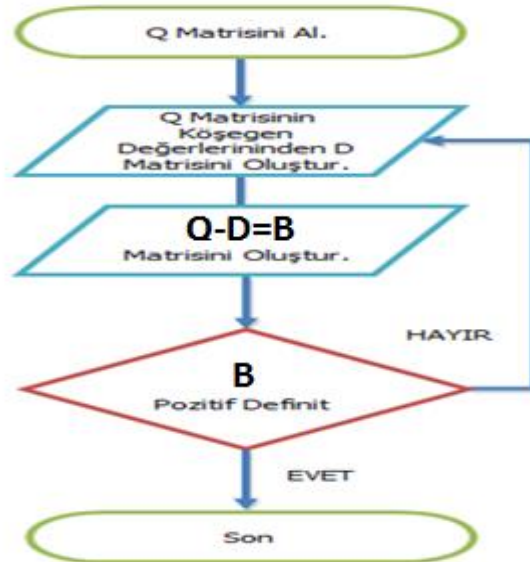 Q Matrisini Al.
Q Matrisinin
Köşegen
Değerlerininden D
Matrisini Oluştur.
Q-D=B
Matrisini Oluştur.
HAYIR
B
Pozitif Definit
EVET
Son